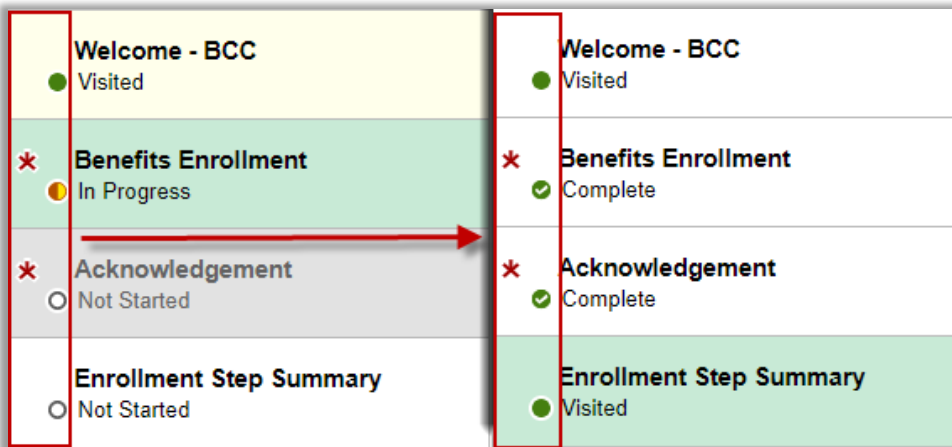 Welcome - BCC
Visited
* Benefits Enrollment
In Progress
* Acknowledgement
Not Started
Enrollment Step Summary
Not Started
Welcome - BCC
Visited
* Benefits Enrollment
Complete
* Acknowledgement
Complete
Enrollment Step Summary
Visited